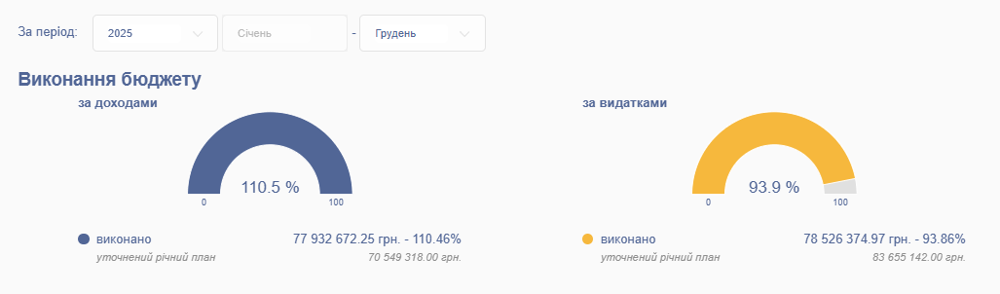 За період: 2025 Січень - Грудень
Виконання бюджету
за доходами
110.5 %
0 100
виконано 77 932 672.25 грн. - 110.46%
уточнений річний план 70 549 318.00 грн.
за видатками
93.9 %
0 100
виконано 78 526 374.97 грн. - 93.86%
уточнений річний план 83 655 142.00 грн.